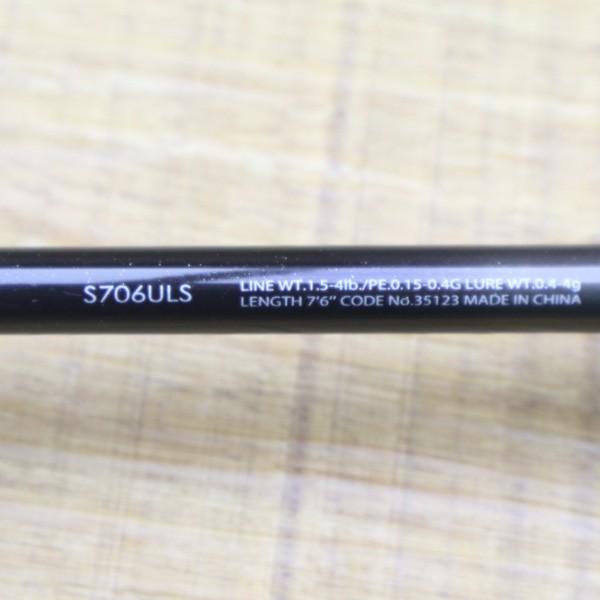 S706ULS
LINE WT.1.5-4lb./PE.0.15-0.4G LURE WT.0.4-4g
LENGTH 7'6" CODE No.35123 MADE IN CHINA